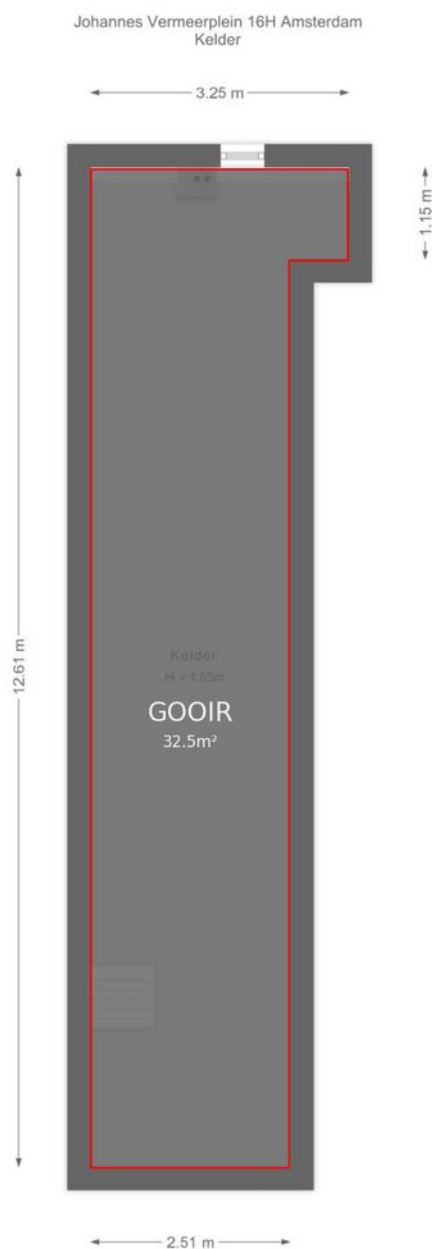 Johannes Vermeerplein 16H Amsterdam
Kelder
3.25 m
1.15 m
12.61 m
Kelder
H = 1.65m
GOOIR
32.5m²
2.51 m